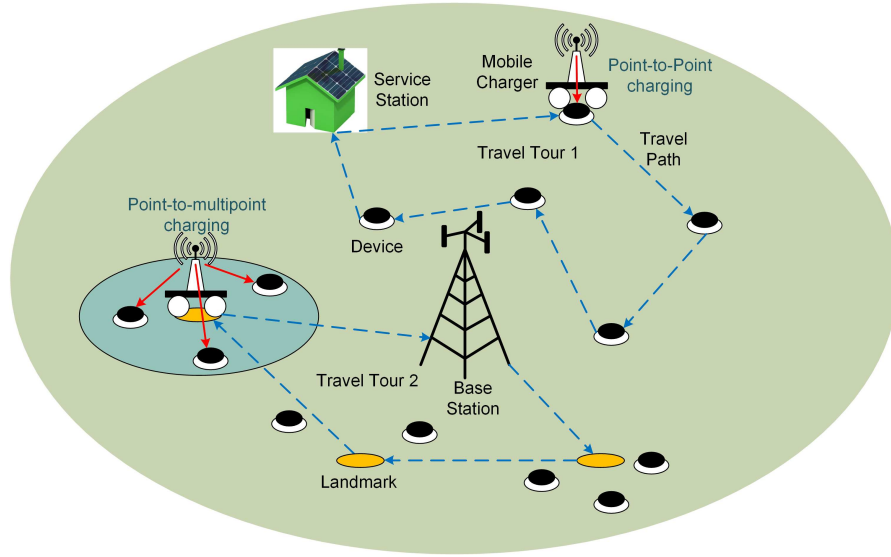 Mobile
Charger
Point-to-Point
charging
Service
Station
Travel Tour 1
Travel
Path
Point-to-multipoint
charging
Device
Travel Tour 2
Base
Station
Landmark